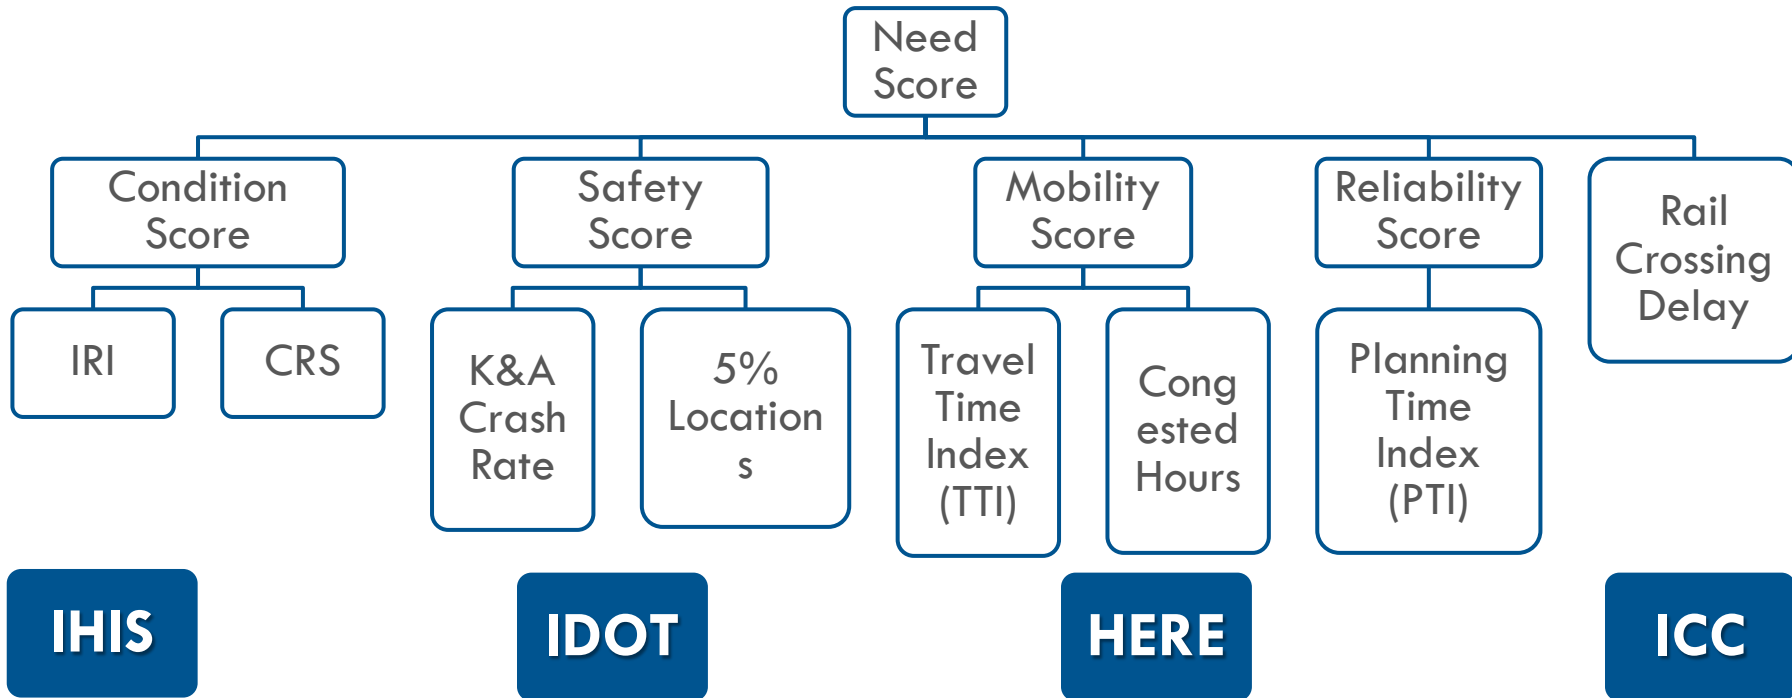 Need
Score
Condition
Score
Safety
Score
Mobility
Score
Reliability
Score
Rail
Crossing
Delay
IRI
CRS
K&A
Crash
Rate
5%
Location
s
Travel
Time
Index
(TTI)
Cong
ested
Hours
Planning
Time
Index
(PTI)
IHIS
IDOT
HERE
ICC